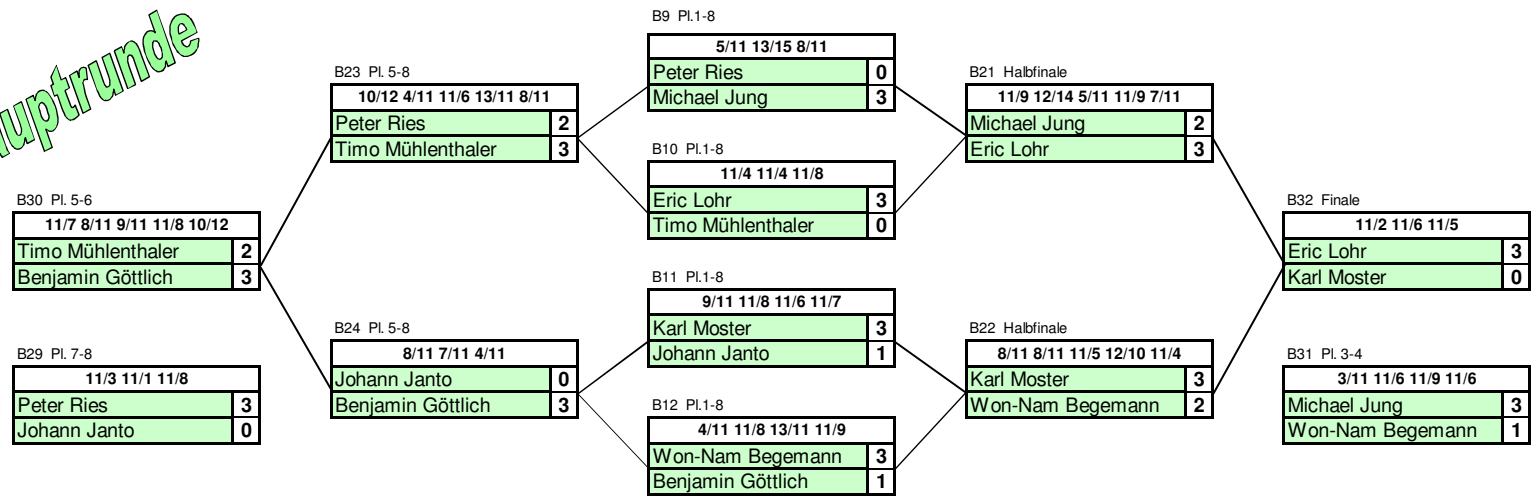 uptrunde
B9 Pl.1-8
5/11 13/15 8/11
Peter Ries 0
Michael Jung 3
B23 Pl. 5-8
10/12 4/11 11/6 13/11 8/11
Peter Ries 2
Timo Mühlenthaler 3
B21 Halbfinale
11/9 12/14 5/11 11/9 7/11
Michael Jung 2
Eric Lohr 3
B10 Pl.1-8
11/4 11/4 11/8
Eric Lohr 3
Timo Mühlenthaler 0
B30 Pl. 5-6
11/7 8/11 9/11 11/8 10/12
Timo Mühlenthaler 2
Benjamin Göttlich 3
B32 Finale
11/2 11/6 11/5
Eric Lohr 3
Karl Moster 0
B11 Pl.1-8
9/11 11/8 11/6 11/7
Karl Moster 3
Johann Janto 1
B24 Pl. 5-8
8/11 7/11 4/11
Johann Janto 0
Benjamin Göttlich 3
B22 Halbfinale
8/11 8/11 11/5 12/10 11/4
Karl Moster 3
Won-Nam Begemann 2
B29 Pl. 7-8
11/3 11/1 11/8
Peter Ries 3
Johann Janto 0
B31 Pl. 3-4
3/11 11/6 11/9 11/6
Michael Jung 3
Won-Nam Begemann 1
B12 Pl.1-8
4/11 11/8 13/11 11/9
Won-Nam Begemann 3
Benjamin Göttlich 1